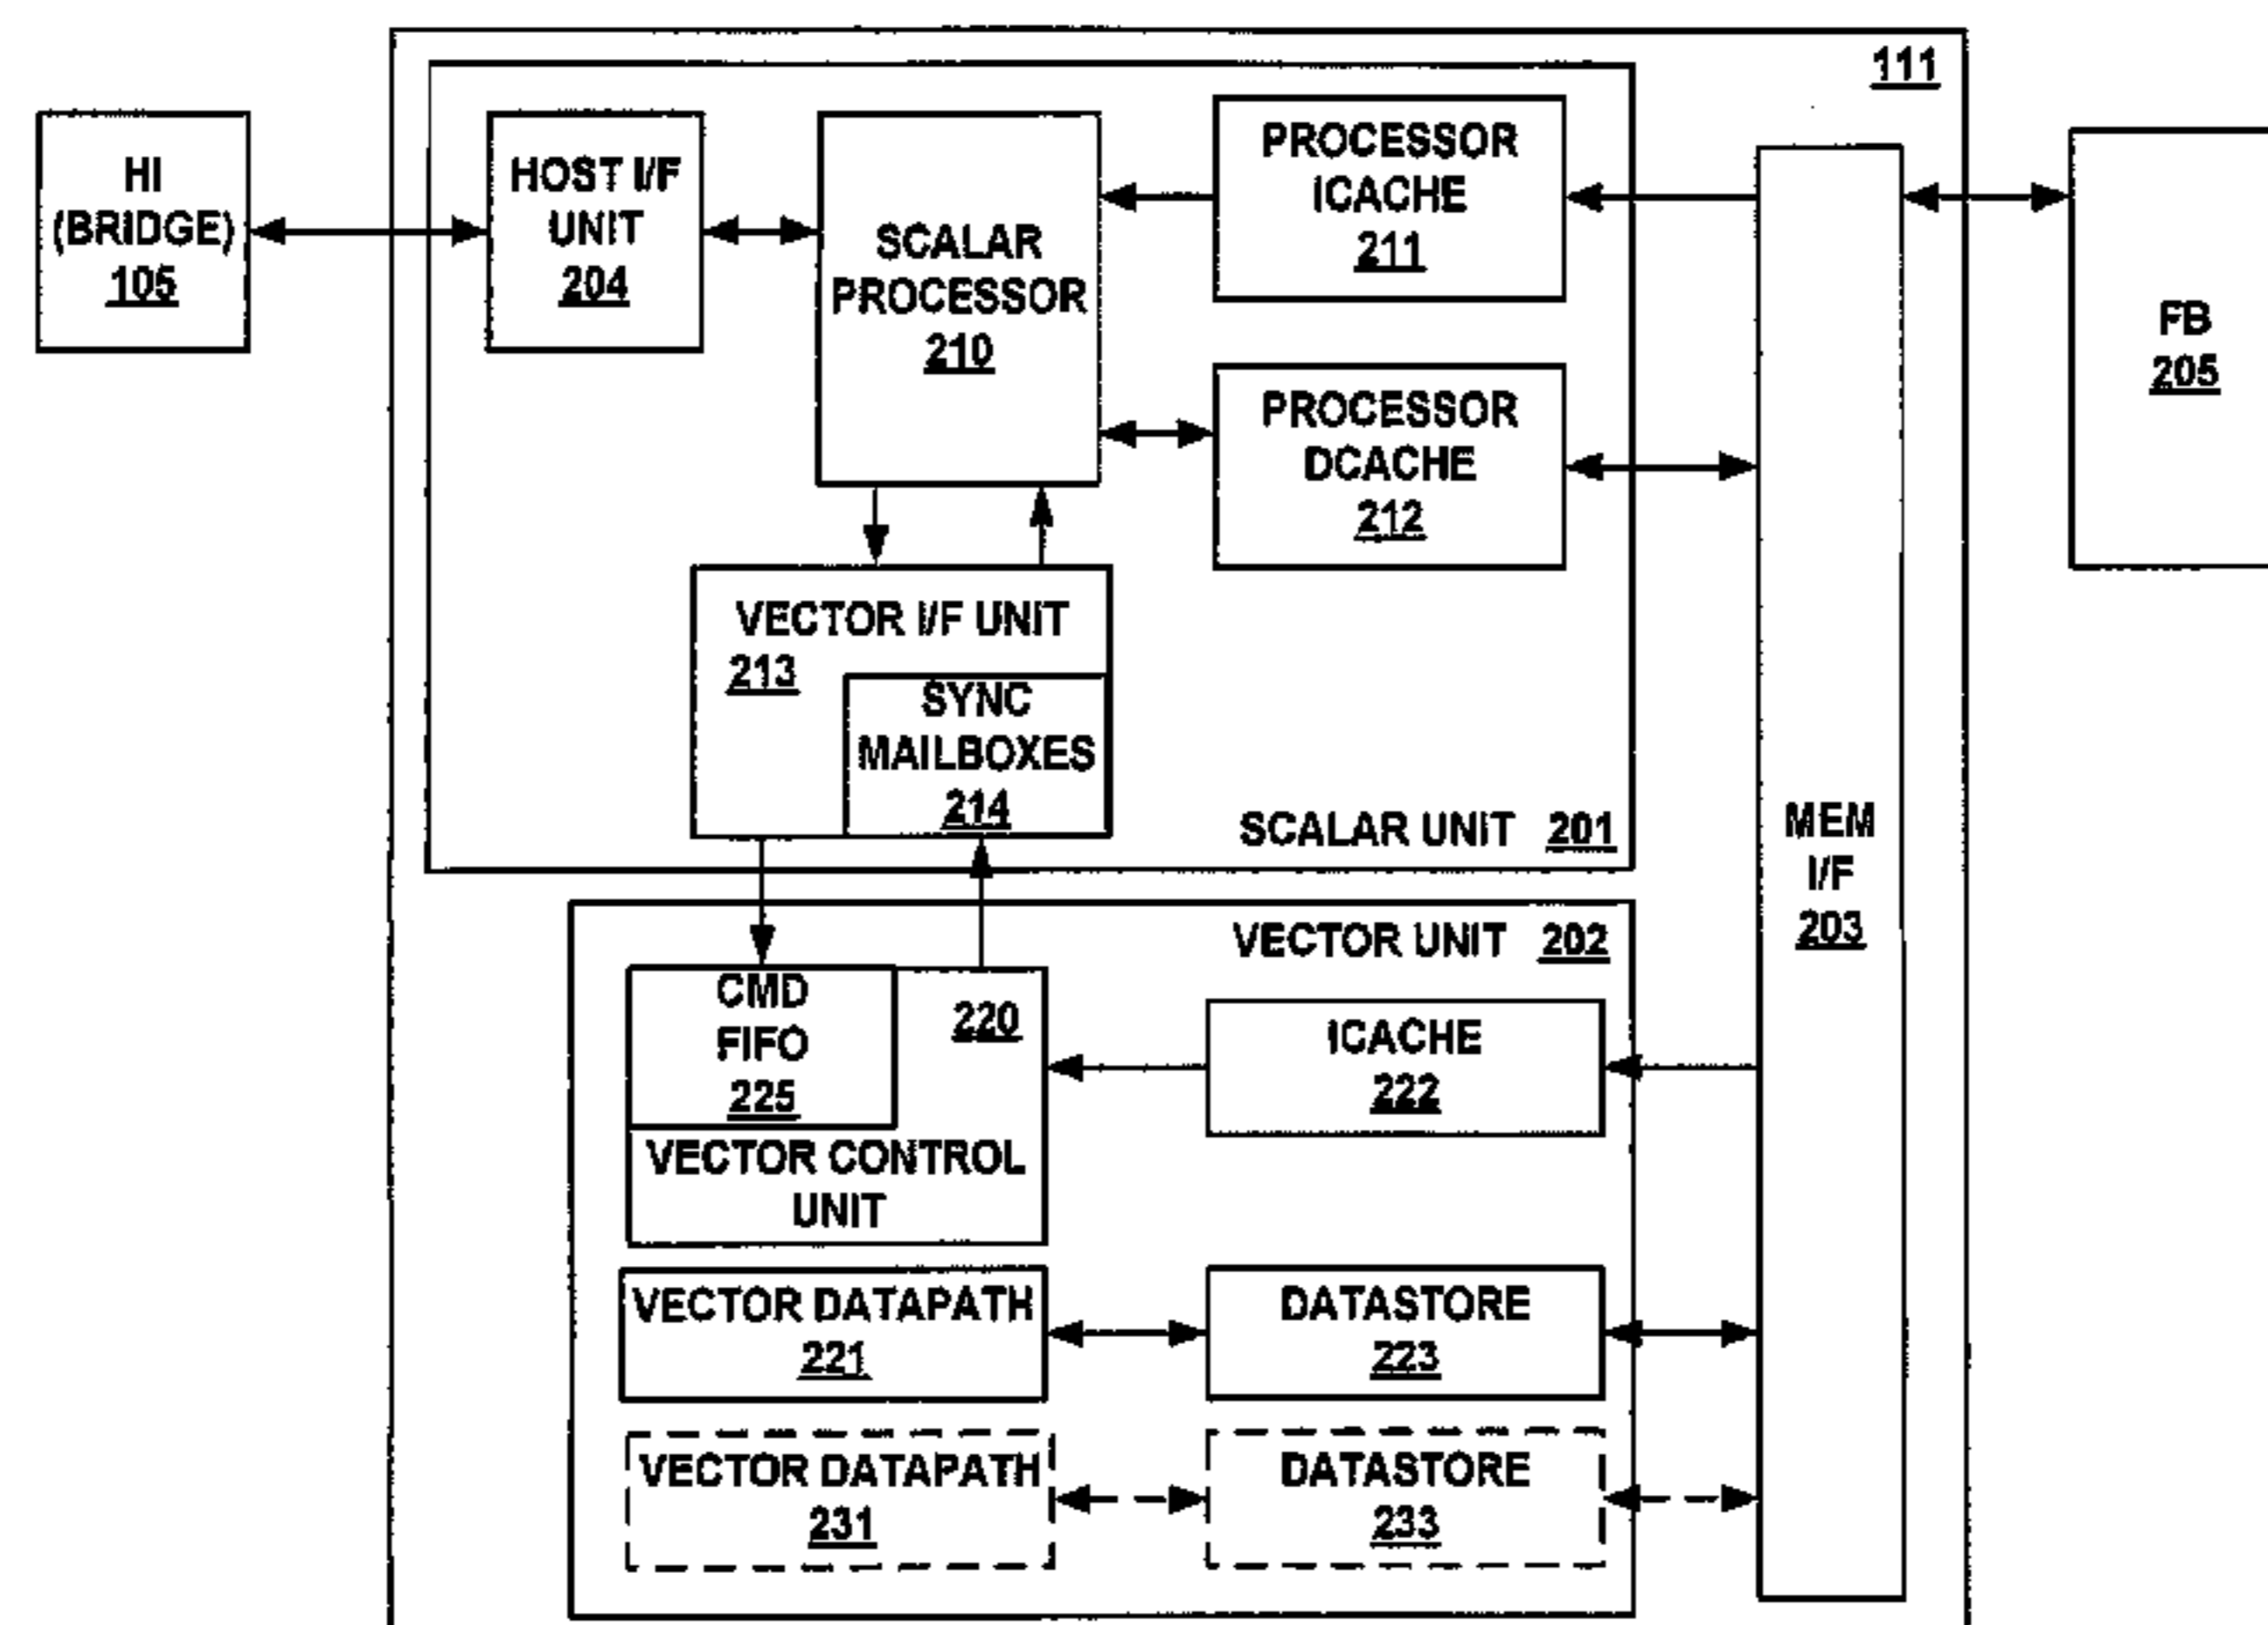 111
HI
(BRIDGE)
105
HOST I/F
UNIT
204
SCALAR
PROCESSOR
210
PROCESSOR
ICACHE
211
PROCESSOR
DCACHE
212
FB
205
VECTOR I/F UNIT
213
SYNC
MAILBOXES
214
SCALAR UNIT 201
MEM
I/F
203
VECTOR UNIT 202
CMD
FIFO
225
220
VECTOR CONTROL
UNIT
ICACHE
222
VECTOR DATAPATH
221
DATASTORE
223
VECTOR DATAPATH
231
DATASTORE
233